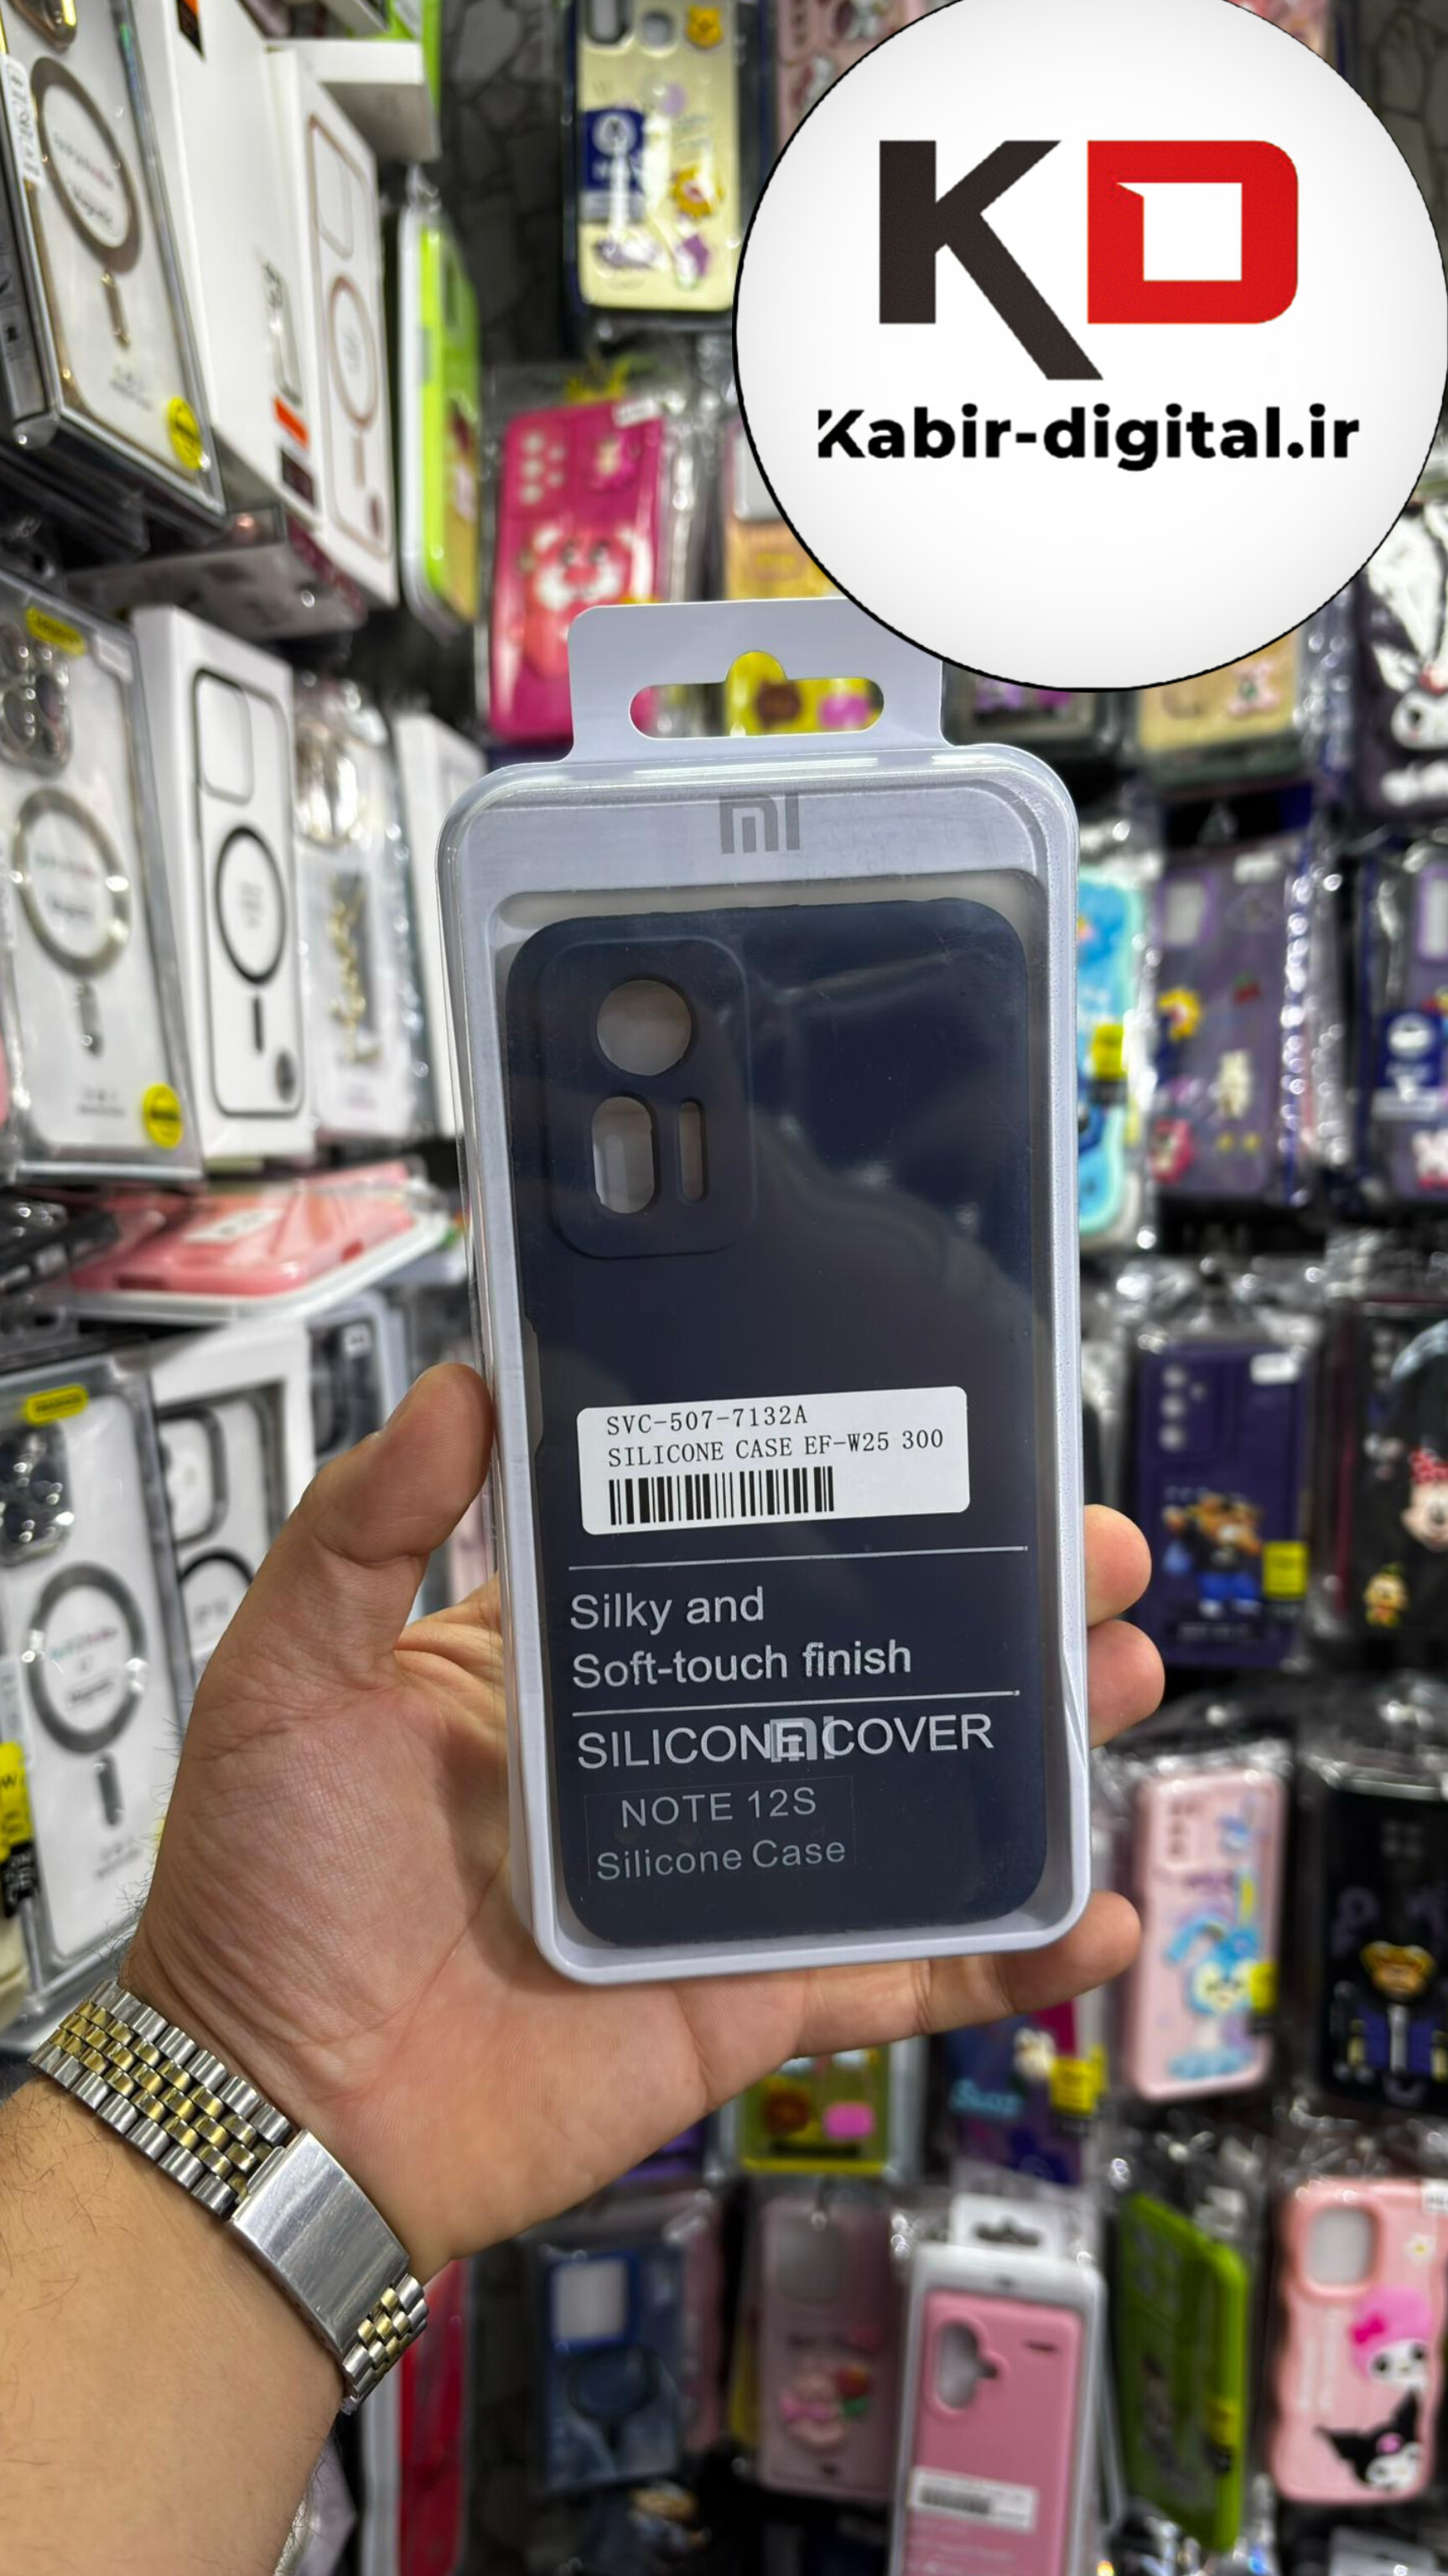 KD
Kabir-digital.ir
mi
SVC-507-7132A
SILICONE CASE EF-W25 300
Silky and
Soft-touch finish
SILICONE COVER
mi
NOTE 12S
Silicone Case